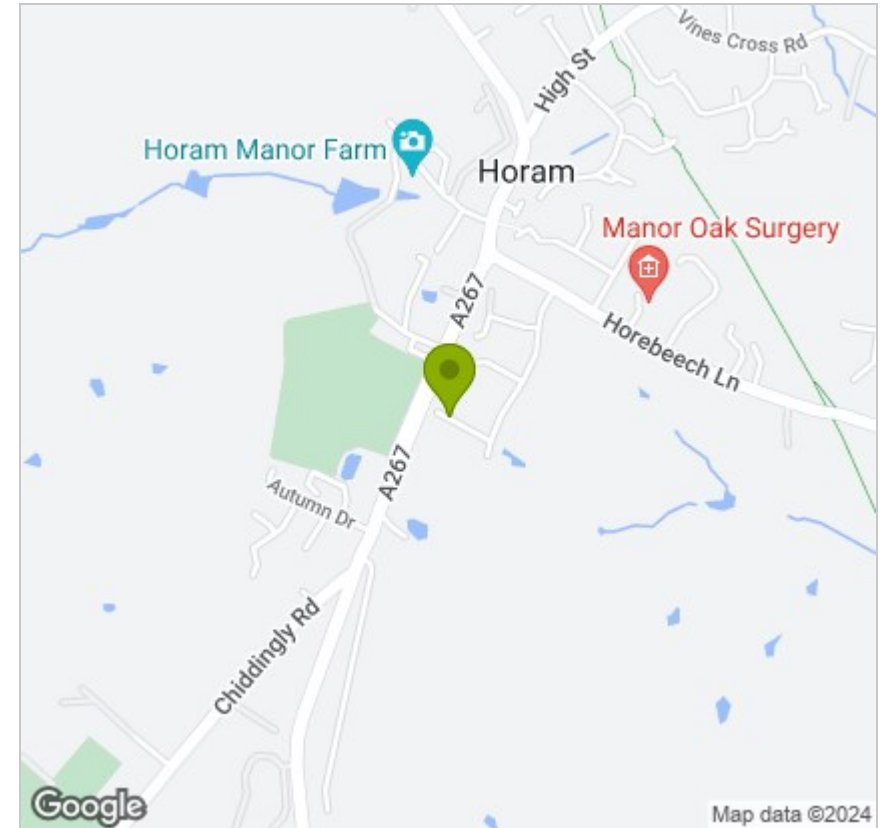 Vines Cross Rd
High St
Horam Manor Farm
Horam
Manor Oak Surgery
A267
Horebeech Ln
A267
Autumn Dr
Chiddingly Rd
Google
Map data ©2024